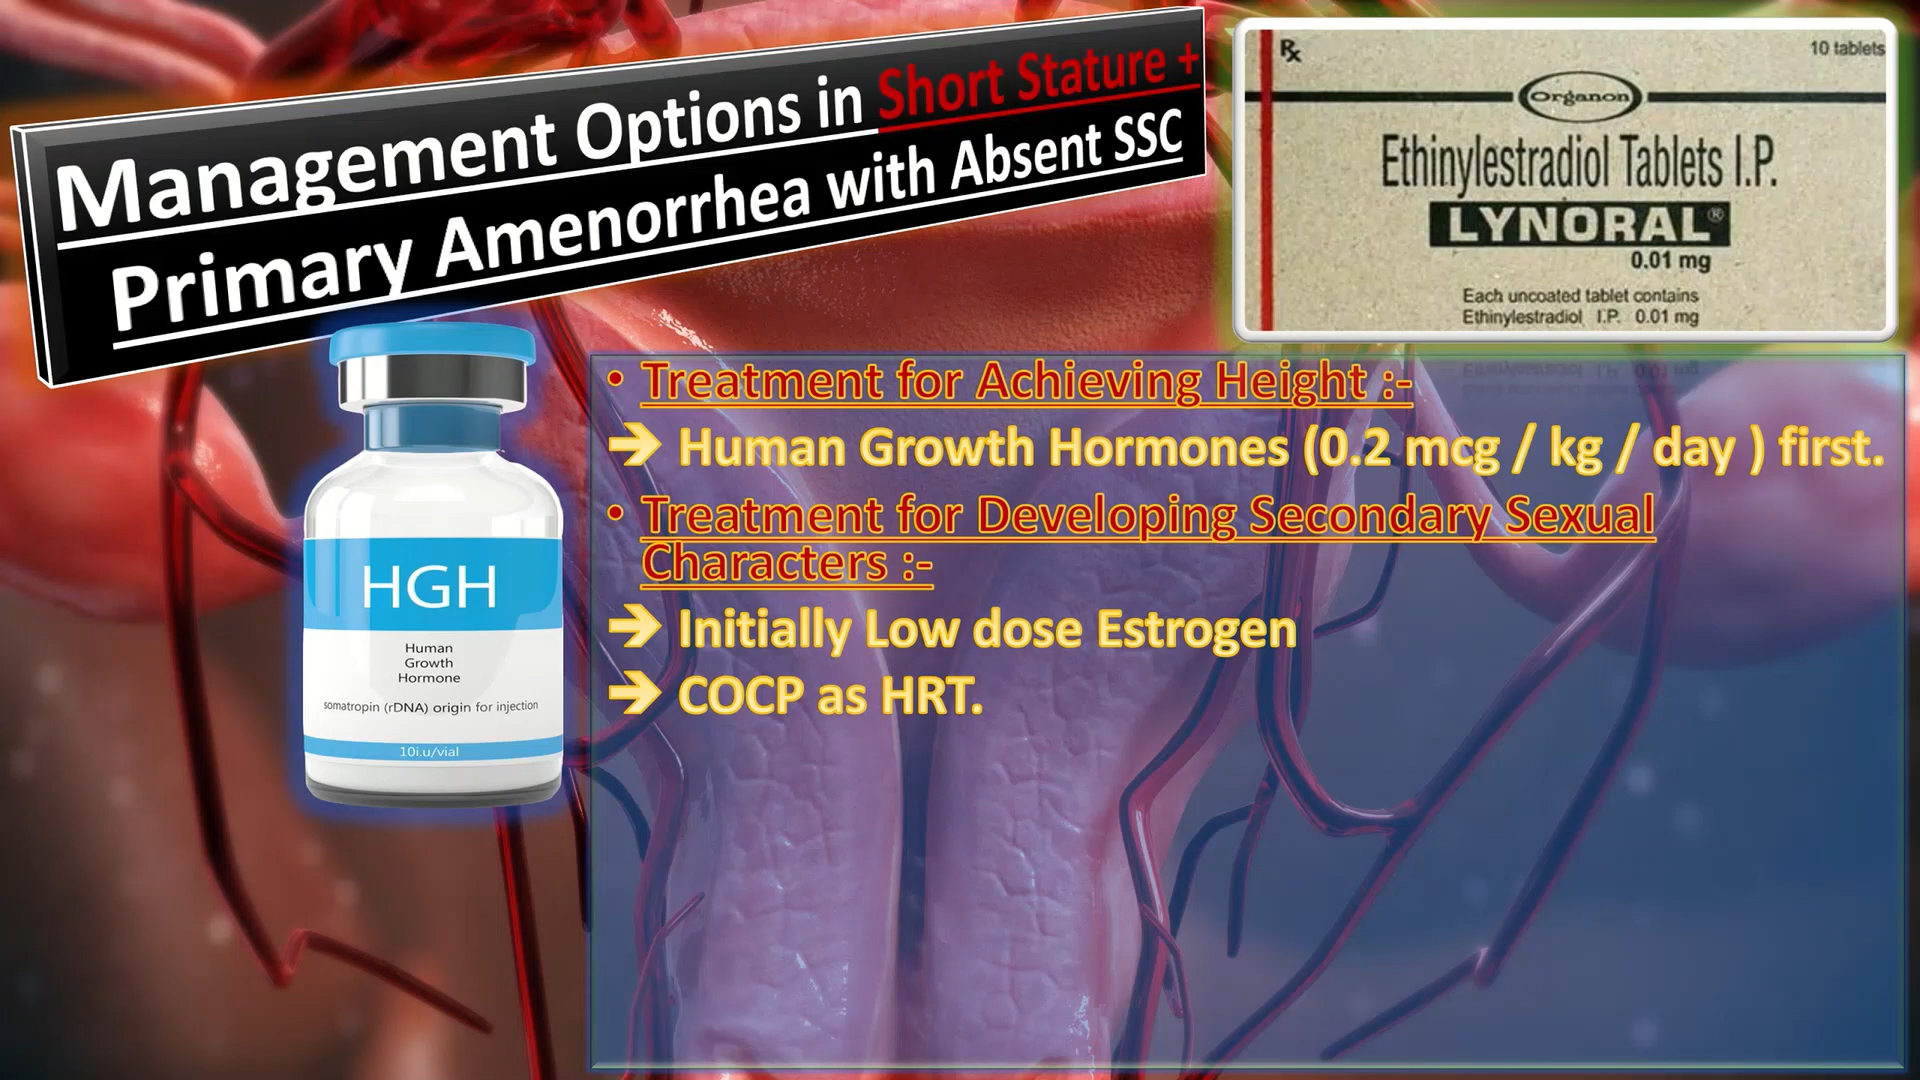 Management Options in Short Stature +
Primary Amenorrhea with Absent SSC
Rx
10 tablets
Organon
Ethinylestradiol Tablets I.P.
LYNORAL®
0.01 mg
Each uncoated tablet contains
Ethinylestradiol I.P. 0.01 mg
HGH
Human
Growth
Hormone
somatropin (rDNA) origin for injection
10i.u/vial
• Treatment for Achieving Height :-
➔ Human Growth Hormones (0.2 mcg / kg / day ) first.
• Treatment for Developing Secondary Sexual
Characters :-
➔ Initially Low dose Estrogen
➔ COCP as HRT.